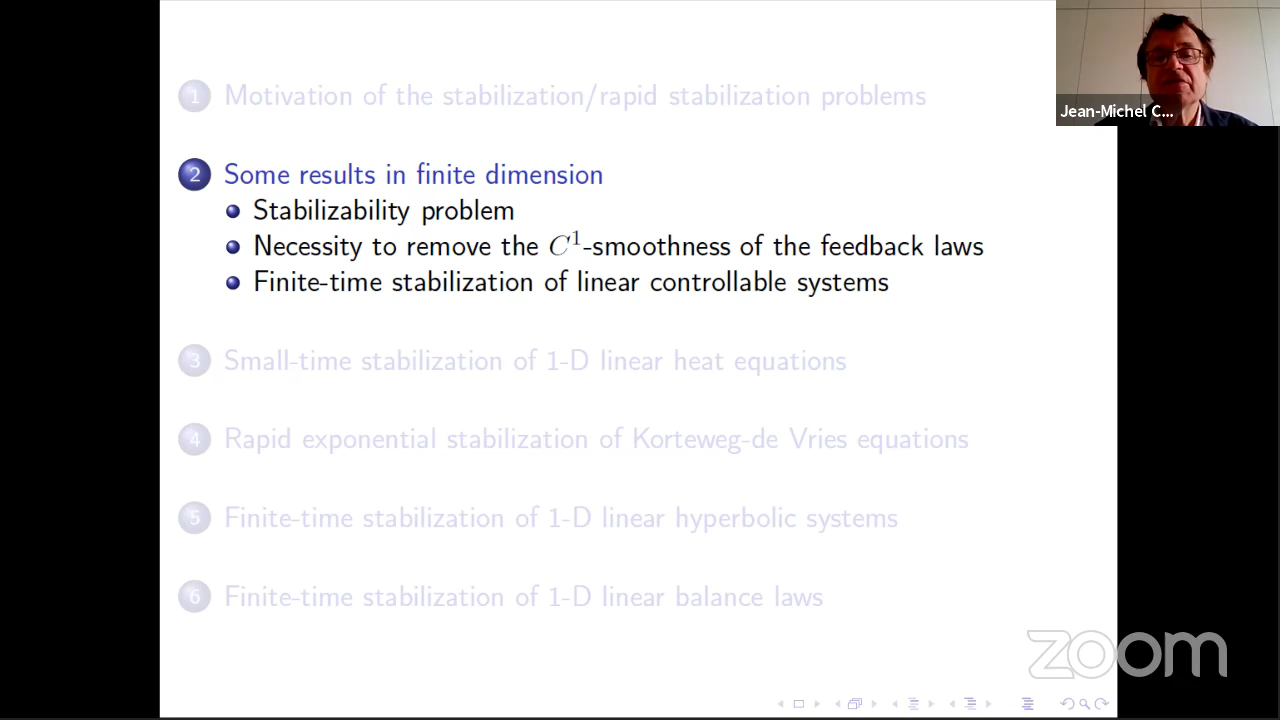 1 Motivation of the stabilization/rapid stabilization problems
Jean-Michel C...
2 Some results in finite dimension
Stabilizability problem
Necessity to remove the C¹-smoothness of the feedback laws
Finite-time stabilization of linear controllable systems
3 Small-time stabilization of 1-D linear heat equations
4 Rapid exponential stabilization of Korteweg-de Vries equations
5 Finite-time stabilization of 1-D linear hyperbolic systems
6 Finite-time stabilization of 1-D linear balance laws
zoom